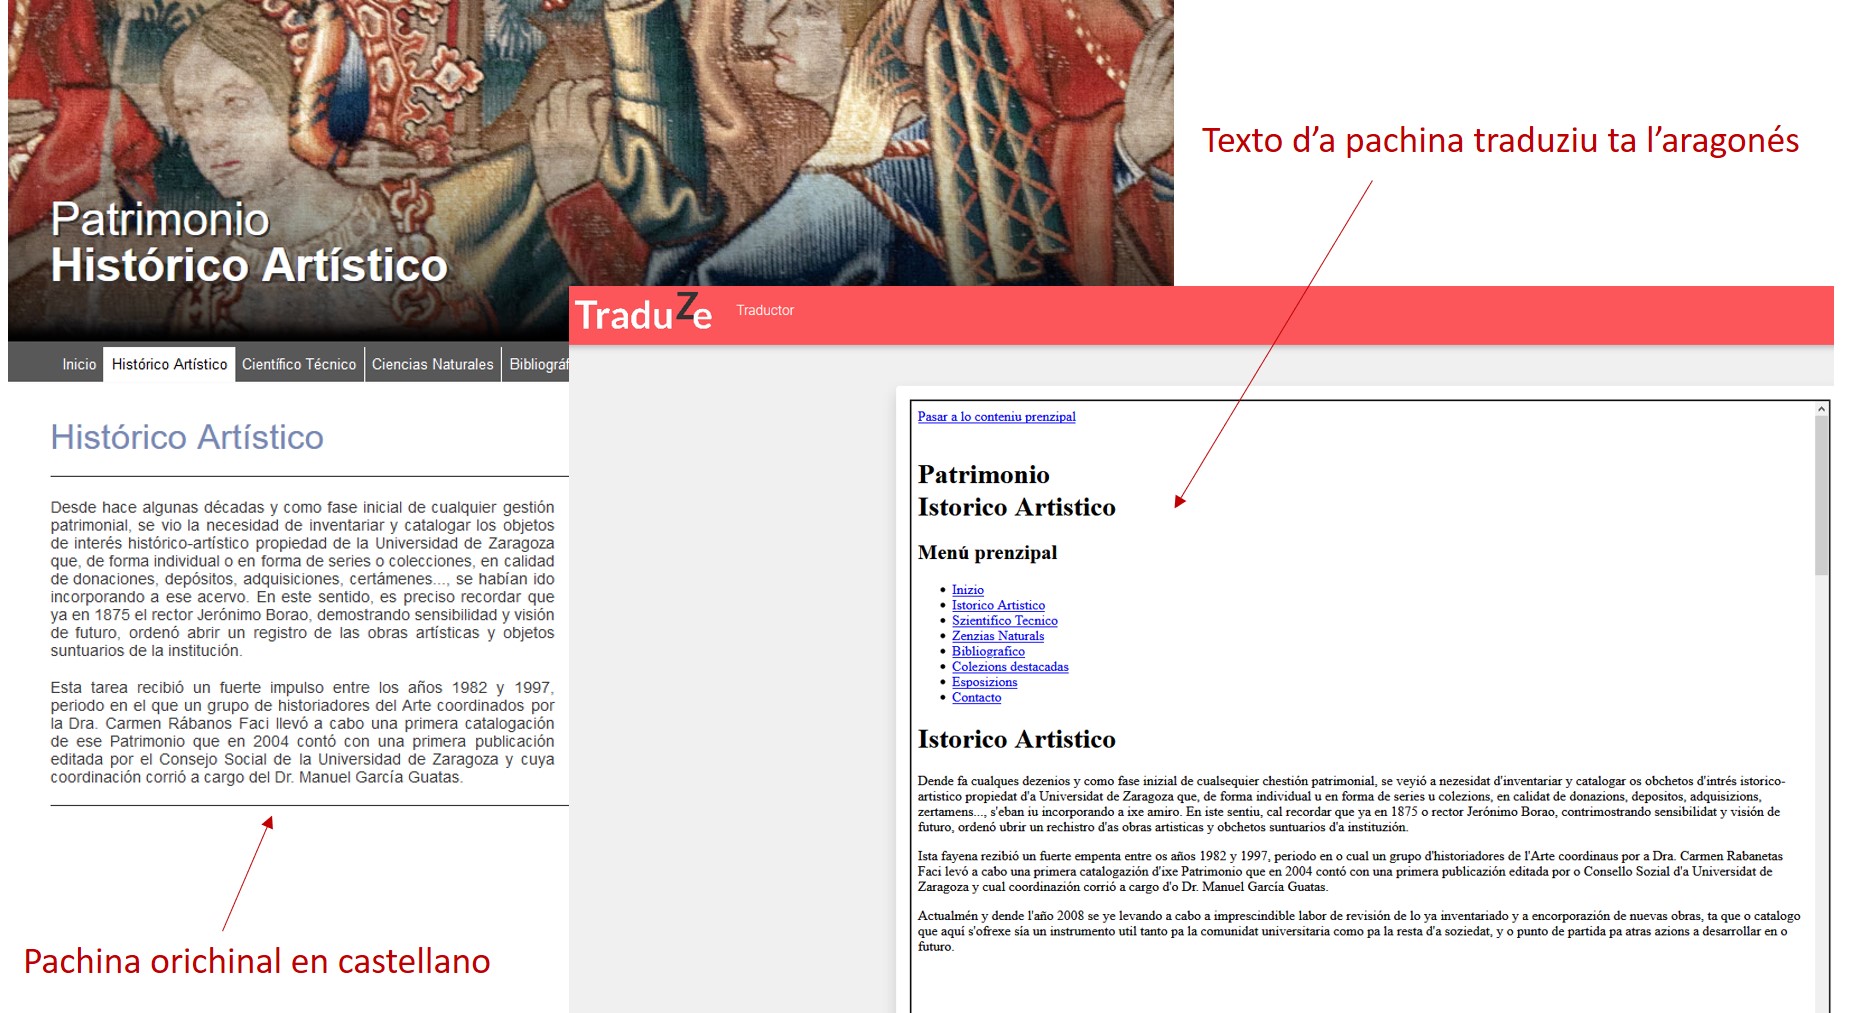 Texto d’a pachina traduziu ta l’aragonés
Patrimonio
Histórico Artístico
Inicio
Histórico Artístico
Científico Técnico
Ciencias Naturales
Bibliográf
Histórico Artístico
Desde hace algunas décadas y como fase inicial de cualquier gestión
patrimonial, se vio la necesidad de inventariar y catalogar los objetos
de interés histórico-artístico propiedad de la Universidad de Zaragoza
que, de forma individual o en forma de series o colecciones, en calidad
de donaciones, depósitos, adquisiciones, certámenes..., se habían ido
incorporando a ese acervo. En este sentido, es preciso recordar que
ya en 1875 el rector Jerónimo Borao, demostrando sensibilidad y visión
de futuro, ordenó abrir un registro de las obras artísticas y objetos
suntuarios de la institución.
Esta tarea recibió un fuerte impulso entre los años 1982 y 1997,
periodo en el que un grupo de historiadores del Arte coordinados por
la Dra. Carmen Rábanos Faci llevó a cabo una primera catalogación
de ese Patrimonio que en 2004 contó con una primera publicación
editada por el Consejo Social de la Universidad de Zaragoza y cuya
coordinación corrió a cargo del Dr. Manuel García Guatas.
Pachina orichinal en castellano
TraduZe
Traductor
Pasar a lo conteniu prenzipal
Patrimonio
Istorico Artistico
Menú prenzipal
Inizio
Istorico Artistico
Szientifico Tecnico
Zenzias Naturals
Bibliografico
Colezions destacadas
Esposizions
Contacto
Istorico Artistico
Dende fa cualques dezenios y como fase inizial de cualsequier chestión patrimonial, se veyió a nezesidat d'inventariar y catalogar os obchetos d'intrés istorico-
artistico propiedat d'a Universidat de Zaragoza que, de forma individual u en forma de series u colezions, en calidat de donazions, depositos, adquisizions,
zertamens..., s'eban iu incorporando a ixe amiro. En iste sentiu, cal recordar que ya en 1875 o rector Jerónimo Borao, contrimostrando sensibilidat y visión de
futuro, ordenó ubrir un rechistro d'as obras artisticas y obchetos suntuarios d'a instituzión.
Ista fayena rezibió un fuerte empenta entre os años 1982 y 1997, periodo en o cual un grupo d'historiadores de l'Arte coordinaus por a Dra. Carmen Rabanetas
Faci levó a cabo una primera catalogazión d'ixe Patrimonio que en 2004 contó con una primera publicazión editada por o Consello Sozial d'a Universidat de
Zaragoza y cual coordinazión corrió a cargo d'o Dr. Manuel García Guatas.
Actualmén y dende l'año 2008 se ye levando a cabo a imprescindible labor de revisión de lo ya inventariado y a encorporazión de nuevas obras, ta que o catalogo
que aquí s'ofrexe sía un instrumento util tanto pa la comunidat universitaria como pa la resta d'a soziedat, y o punto de partida pa atras azions a desarrollar en o
futuro.